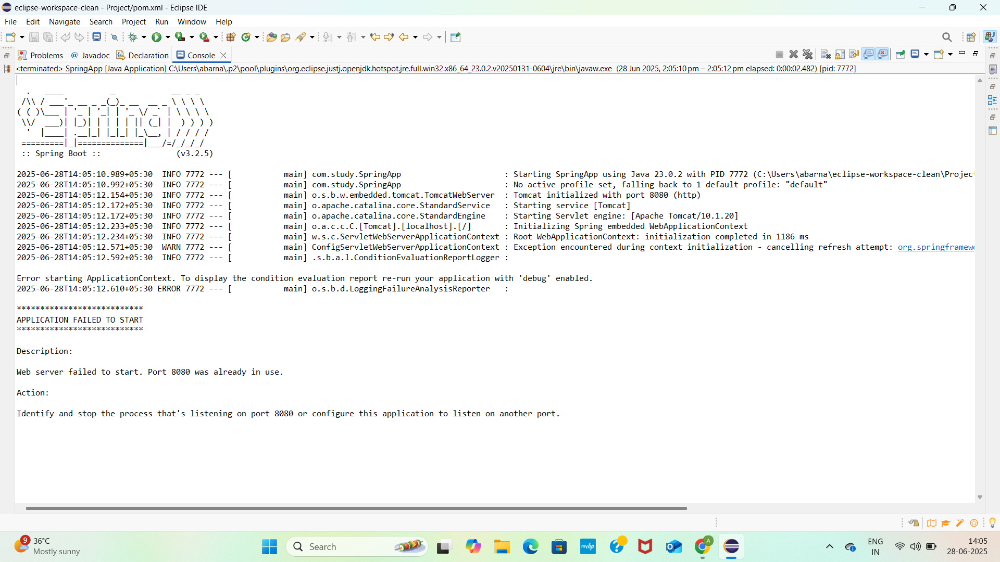 eclipse-workspace-clean - Project/pom.xml - Eclipse IDE
File Edit Navigate Search Project Run Window Help
Problems @ Javadoc Declaration Console
<terminated> SpringApp [Java Application] C:\Users\abarna\.p2\pool\plugins\org.eclipse.justj.openjdk.hotspot.jre.full.win32.x86_64_23.0.2.v20250131-0604\jre\bin\javaw.exe (28 Jun 2025, 2:05:10 pm – 2:05:12 pm elapsed: 0:00:02.482) [pid: 7772]
  .   ____          _            __ _ _
 /\\ / ___'_ __ _ _(_)_ __  __ _ \ \ \ \
( ( )\___ | '_ | '_| | '_ \/ _` | \ \ \ \
 \\/  ___)| |_)| | | | | || (_| |  ) ) ) )
  '  |____| .__|_| |_|_| |_\__, | / / / /
 =========|_|==============|___/=/_/_/_/
 :: Spring Boot ::                (v3.2.5)
2025-06-28T14:05:10.989+05:30  INFO 7772 --- [           main] com.study.SpringApp                      : Starting SpringApp using Java 23.0.2 with PID 7772 (C:\Users\abarna\eclipse-workspace-clean\Projec
2025-06-28T14:05:10.992+05:30  INFO 7772 --- [           main] com.study.SpringApp                      : No active profile set, falling back to 1 default profile: "default"
2025-06-28T14:05:12.154+05:30  INFO 7772 --- [           main] o.s.b.w.embedded.tomcat.TomcatWebServer  : Tomcat initialized with port 8080 (http)
2025-06-28T14:05:12.172+05:30  INFO 7772 --- [           main] o.apache.catalina.core.StandardService   : Starting service [Tomcat]
2025-06-28T14:05:12.172+05:30  INFO 7772 --- [           main] o.apache.catalina.core.StandardEngine    : Starting Servlet engine: [Apache Tomcat/10.1.20]
2025-06-28T14:05:12.233+05:30  INFO 7772 --- [           main] o.a.c.c.C.[Tomcat].[localhost].[/]       : Initializing Spring embedded WebApplicationContext
2025-06-28T14:05:12.234+05:30  INFO 7772 --- [           main] w.s.c.ServletWebServerApplicationContext : Root WebApplicationContext: initialization completed in 1186 ms
2025-06-28T14:05:12.571+05:30  WARN 7772 --- [           main] ConfigServletWebServerApplicationContext : Exception encountered during context initialization - cancelling refresh attempt: org.springframew
2025-06-28T14:05:12.592+05:30  INFO 7772 --- [           main] .s.b.a.l.ConditionEvaluationReportLogger :
Error starting ApplicationContext. To display the condition evaluation report re-run your application with 'debug' enabled.
2025-06-28T14:05:12.610+05:30 ERROR 7772 --- [           main] o.s.b.d.LoggingFailureAnalysisReporter   :
***************************
APPLICATION FAILED TO START
***************************
Description:
Web server failed to start. Port 8080 was already in use.
Action:
Identify and stop the process that's listening on port 8080 or configure this application to listen on another port.
9
36°C
Mostly sunny
Search
myhp
A
ENG
IN
14:05
28-06-2025